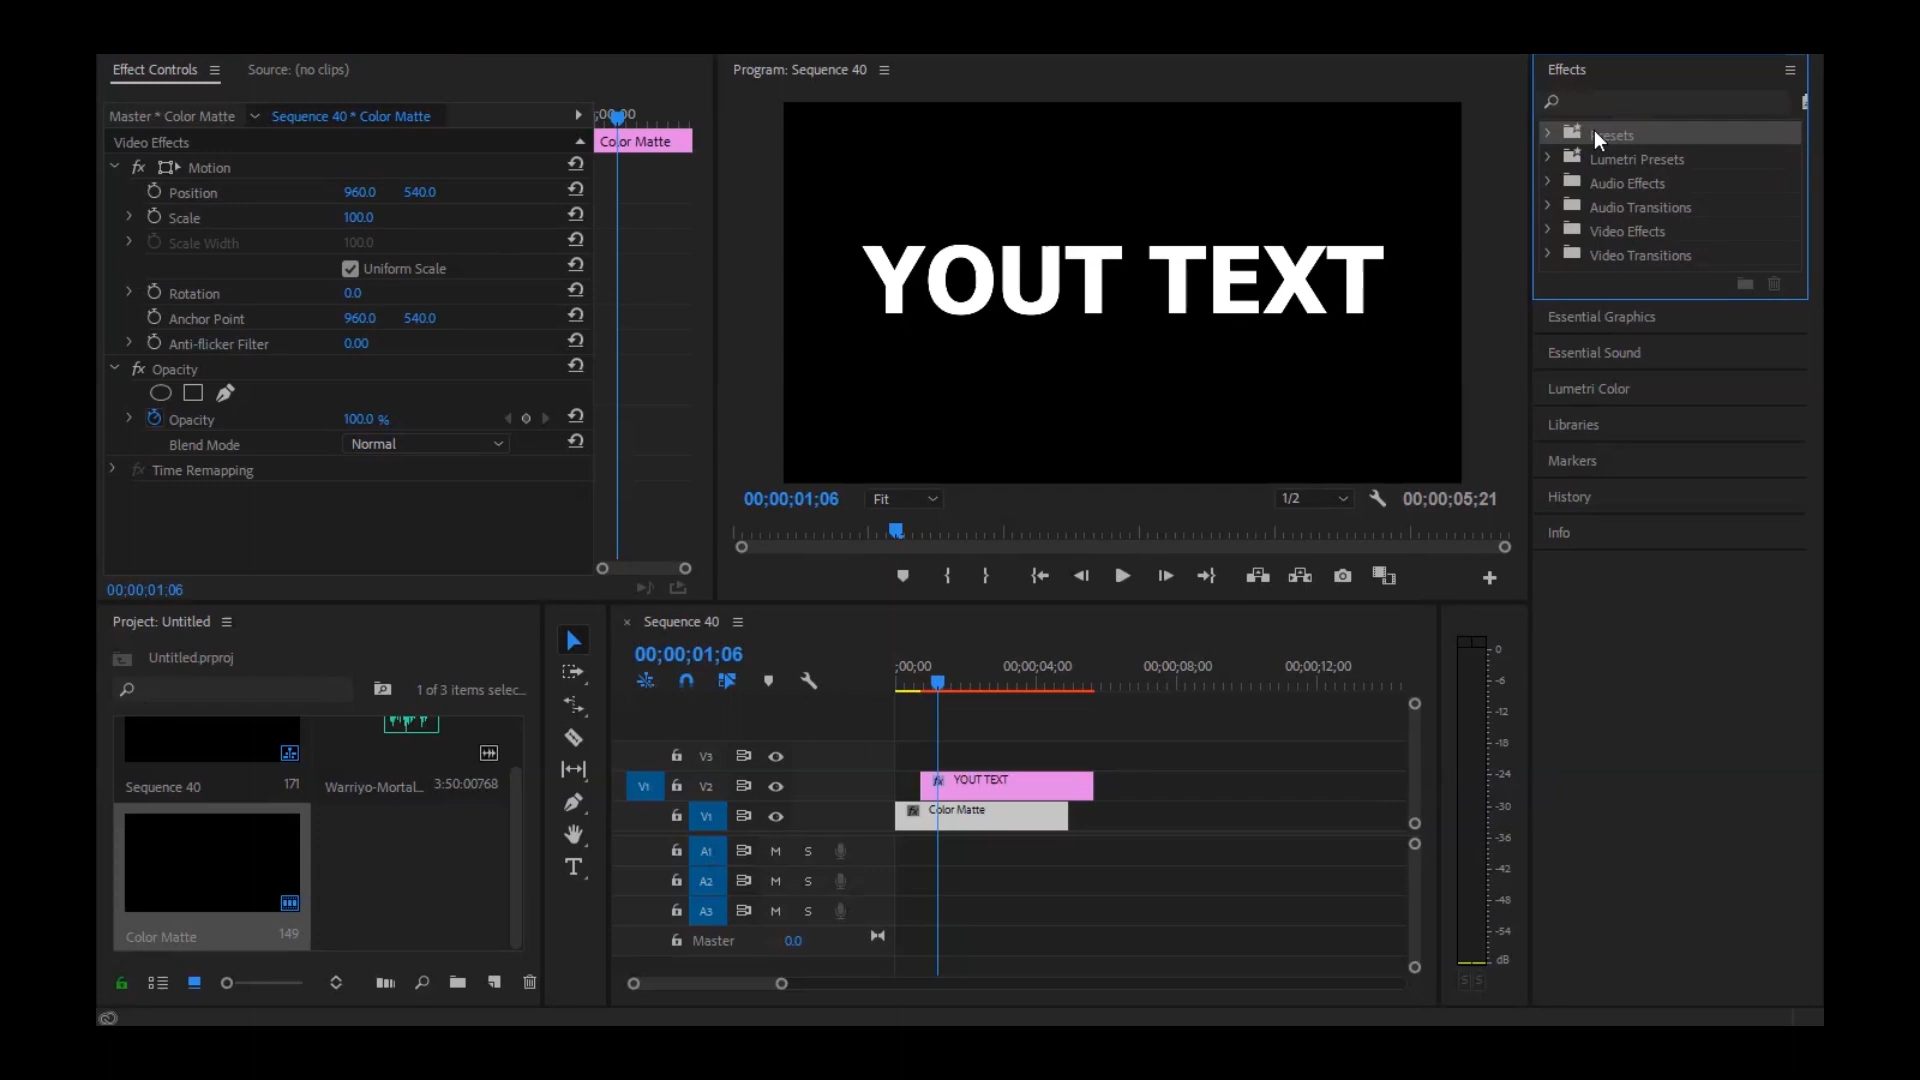 Effect Controls
Source: (no clips)
Master * Color Matte
Sequence 40 * Color Matte
;00;00
Video Effects
Color Matte
fx Motion
Position 960.0 540.0
Scale 100.0
Scale Width 100.0
Uniform Scale
Rotation 0.0
Anchor Point 960.0 540.0
Anti-flicker Filter 0.00
fx Opacity
Opacity 100.0 %
Blend Mode Normal
fx Time Remapping
00;00;01;06
Program: Sequence 40
YOUT TEXT
00;00;01;06
Fit
1/2
00;00;05;21
Effects
Presets
Lumetri Presets
Audio Effects
Audio Transitions
Video Effects
Video Transitions
Essential Graphics
Essential Sound
Lumetri Color
Libraries
Markers
History
Info
Project: Untitled
Untitled.prproj
1 of 3 items selec...
Sequence 40 171
Warriyo-Mortal... 3:50:00768
Color Matte 149
T
× Sequence 40
00;00;01;06
;00;00 00;00;04;00 00;00;08;00 00;00;12;00
V3
V1 V2 fx YOUT TEXT
V1 fx Color Matte
A1 M S
A2 M S
A3 M S
Master 0.0
0
-6
-12
-18
-24
-30
-36
-42
-48
-54
dB
S S